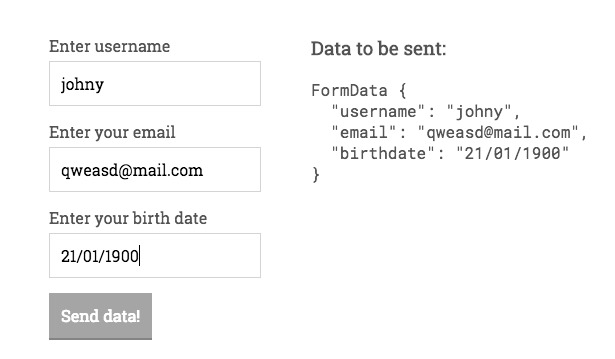 Enter username
johny
Enter your email
qweasd@mail.com
Enter your birth date
21/01/1900
Send data!
Data to be sent:
FormData {
  "username": "johny",
  "email": "qweasd@mail.com",
  "birthdate": "21/01/1900"
}